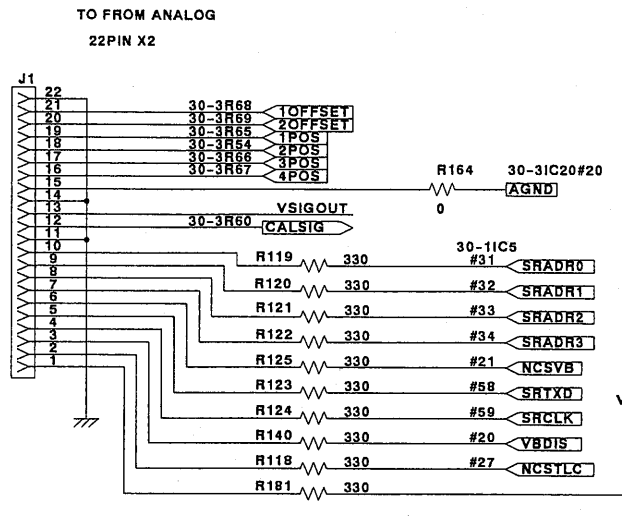 TO FROM ANALOG
22PIN X2
J1
22
21 30-3R68 1OFFSET
20 30-3R69 2OFFSET
19 30-3R65 1POS
18 30-3R54 2POS
17 30-3R66 3POS
16 30-3R67 4POS
15 R164 0 30-3IC20#20 AGND
14
13 VSIGOUT
12 30-3R60 CALSIG
11
30-1IC5
10 R119 330 #31 SRADR0
9 R120 330 #32 SRADR1
8 R121 330 #33 SRADR2
7 R122 330 #34 SRADR3
6 R125 330 #21 NCSVB
5 R123 330 #58 SRTXD
4 R124 330 #59 SRCLK
3 R140 330 #20 VBDIS
2 R118 330 #27 NCSTLC
1 R181 330